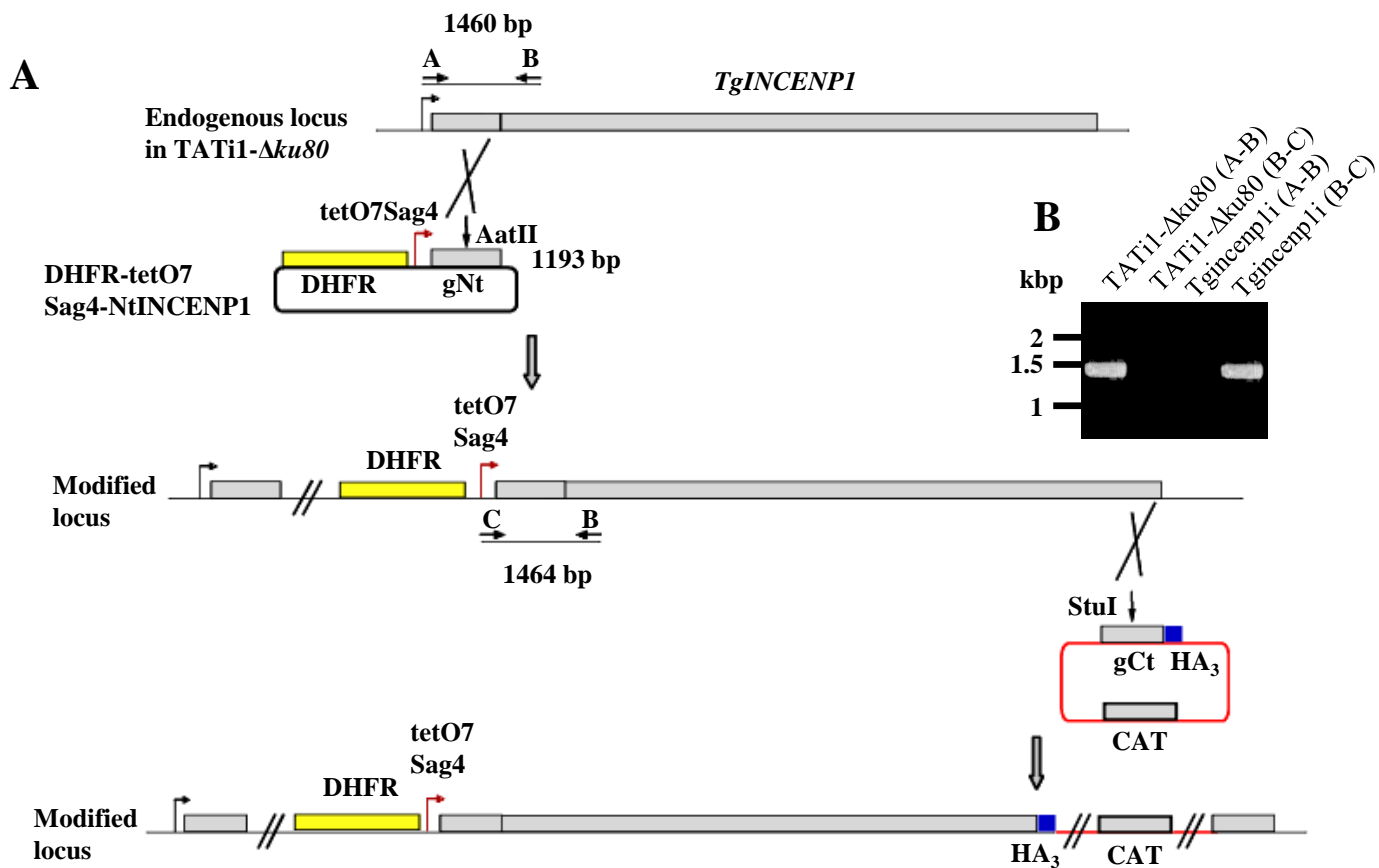 A
1460 bp
A B
TgINCENP1
Endogenous locus
in TATi1-Δku80
tetO7Sag4
AatII
1193 bp
DHFR
gNt
DHFR-tetO7
Sag4-NtINCENP1
B
TATi1-Δku80 (A-B)
TATi1-Δku80 (B-C)
Tgincenp1i (A-B)
Tgincenp1i (B-C)
kbp
2
1.5
1
tetO7
Sag4
DHFR
Modified
locus
C B
1464 bp
StuI
gCt HA3
CAT
tetO7
Sag4
DHFR
Modified
locus
HA3
CAT